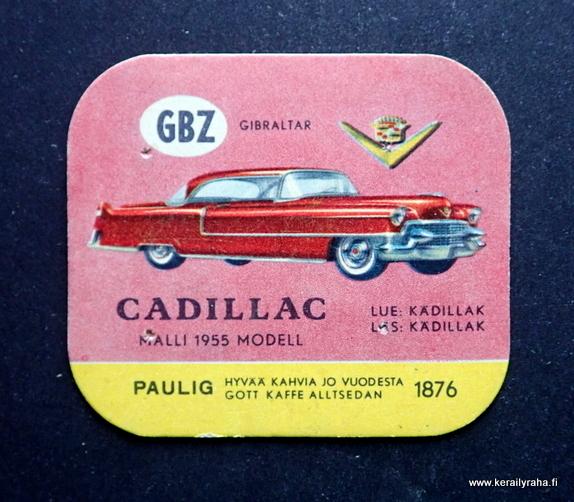 GBZ
GIBRALTAR
CADILLAC
MALLI 1955 MODELL
LUE: KÄDILLAK
LÄS: KÄDILLAK
PAULIG
HYVÄÄ KAHVIA JO VUODESTA
GOTT KAFFE ALLTSEDAN
1876
www.kerailyraha.fi